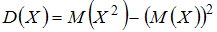 D(X) = M(X²) − (M(X))²